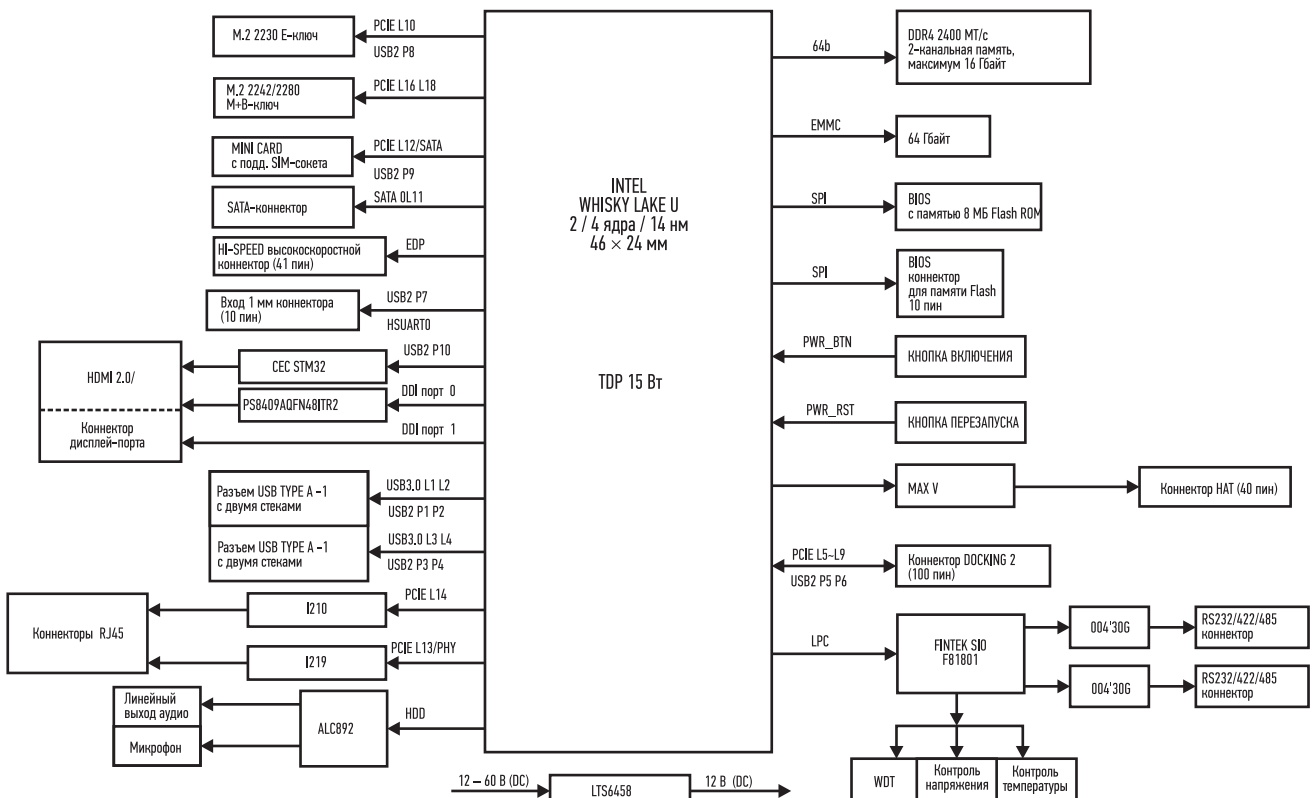 M.2 2230 Е-ключ
PCIE L10
USB2 P8
M.2 2242/2280
М+В-ключ
PCIE L16 L18
MINI CARD
с подд. SIM-сокета
PCIE L12/SATA
USB2 P9
SATA-коннектор
SATA 0L11
HI-SPEED высокоскоростной
коннектор (41 пин)
EDP
Вход 1 мм коннектора
(10 пин)
USB2 P7
HSUART0
HDMI 2.0/
Коннектор
дисплей-порта
CEC STM32
USB2 P10
PS8409AQFN48ITR2
DDI порт 0
DDI порт 1
Разъем USB TYPE A -1
с двумя стеками
USB3.0 L1 L2
USB2 P1 P2
Разъем USB TYPE A -1
с двумя стеками
USB3.0 L3 L4
USB2 P3 P4
Коннекторы RJ45
I210
PCIE L14
I219
PCIE L13/PHY
Линейный
выход аудио
Микрофон
ALC892
HDD
INTEL
WHISKY LAKE U
2 / 4 ядра / 14 нм
46 × 24 мм
TDP 15 Вт
12 – 60 В (DC)
LTS6458
12 В (DC)
64b
DDR4 2400 МТ/с
2-канальная память,
максимум 16 Гбайт
EMMC
64 Гбайт
SPI
BIOS
с памятью 8 МБ Flash ROM
SPI
BIOS
коннектор
для памяти Flash
10 пин
PWR_BTN
КНОПКА ВКЛЮЧЕНИЯ
PWR_RST
КНОПКА ПЕРЕЗАПУСКА
MAX V
Коннектор HAT (40 пин)
PCIE L5~L9
USB2 P5 P6
Коннектор DOCKING 2
(100 пин)
LPC
FINTEK SIO
F81801
004'30G
RS232/422/485
коннектор
004'30G
RS232/422/485
коннектор
WDT
Контроль
напряжения
Контроль
температуры